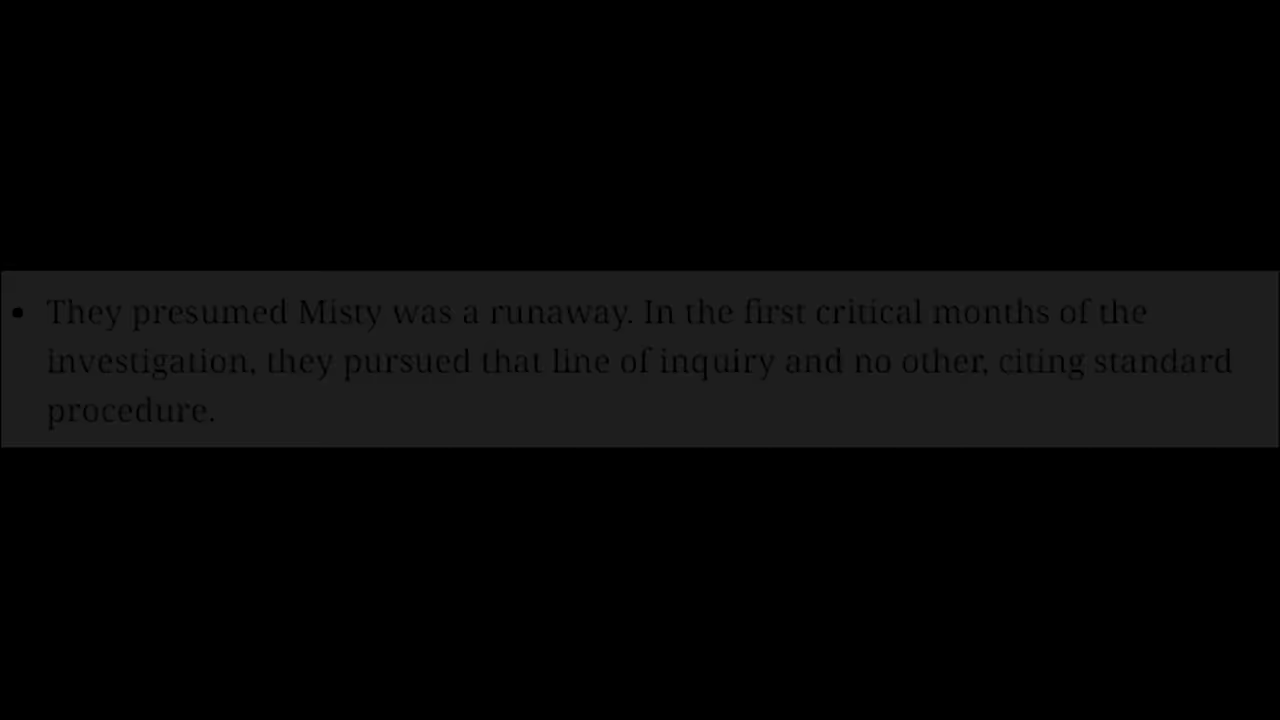 • They presumed Misty was a runaway. In the first critical months of the
investigation, they pursued that line of inquiry and no other, citing standard
procedure.